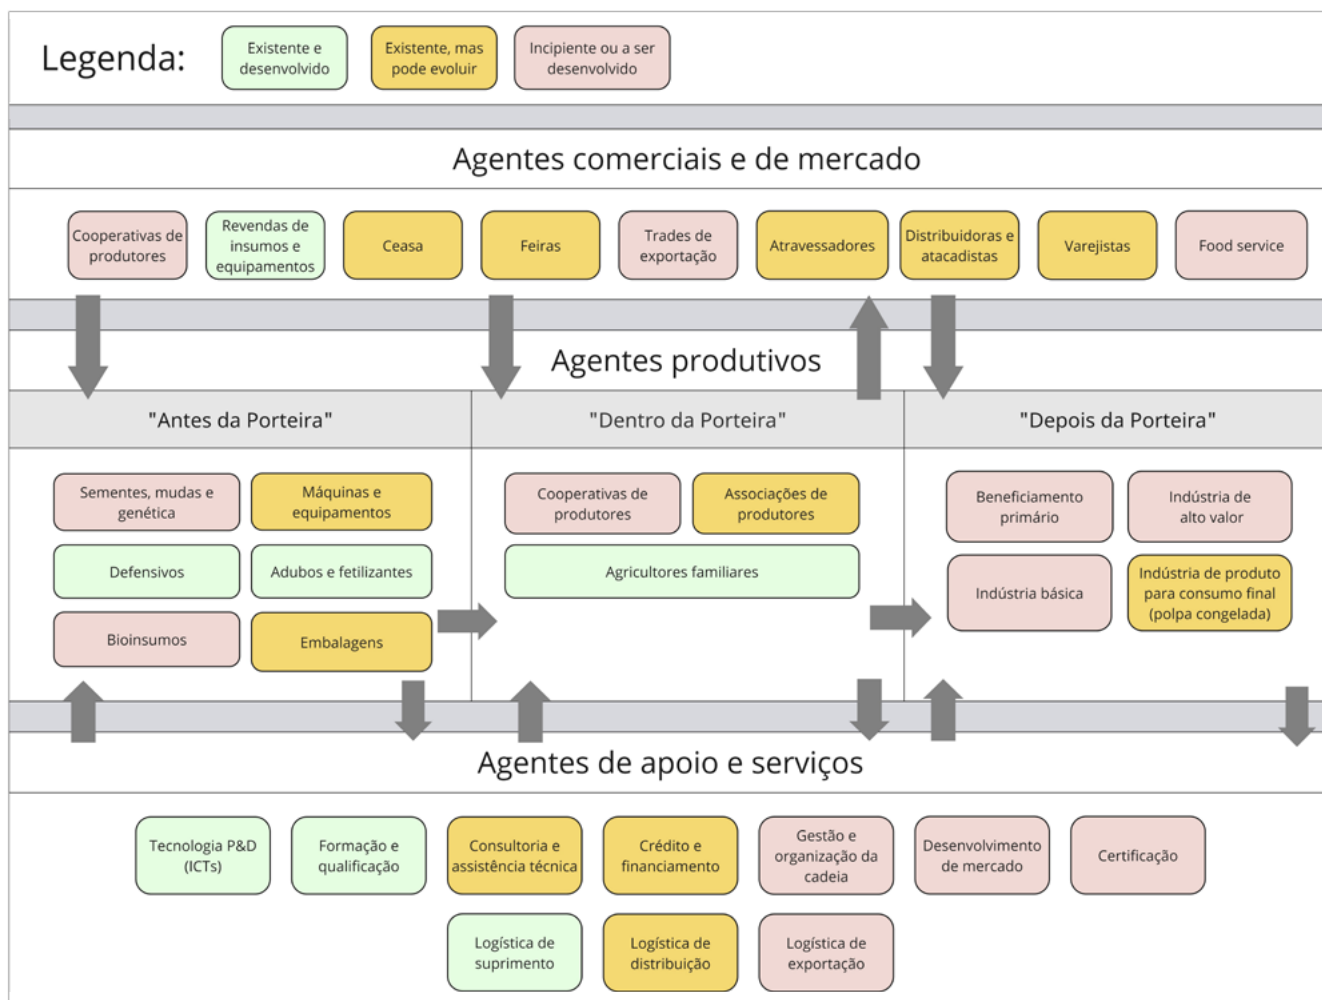 Legenda:
Existente e
desenvolvido
Existente, mas
pode evoluir
Incipiente ou a ser
desenvolvido
Agentes comerciais e de mercado
Cooperativas de
produtores
Revendas de
insumos e
equipamentos
Ceasa
Feiras
Trades de
exportação
Atravessadores
Distribuidoras e
atacadistas
Varejistas
Food service
Agentes produtivos
"Antes da Porteira"
"Dentro da Porteira"
"Depois da Porteira"
Sementes, mudas e
genética
Máquinas e
equipamentos
Defensivos
Adubos e fetilizantes
Bioinsumos
Embalagens
Cooperativas de
produtores
Associações de
produtores
Agricultores familiares
Beneficiamento
primário
Indústria de
alto valor
Indústria básica
Indústria de produto
para consumo final
(polpa congelada)
Agentes de apoio e serviços
Tecnologia P&D
(ICTs)
Formação e
qualificação
Consultoria e
assistência técnica
Crédito e
financiamento
Gestão e
organização da
cadeia
Desenvolvimento
de mercado
Certificação
Logística de
suprimento
Logística de
distribuição
Logística de
exportação